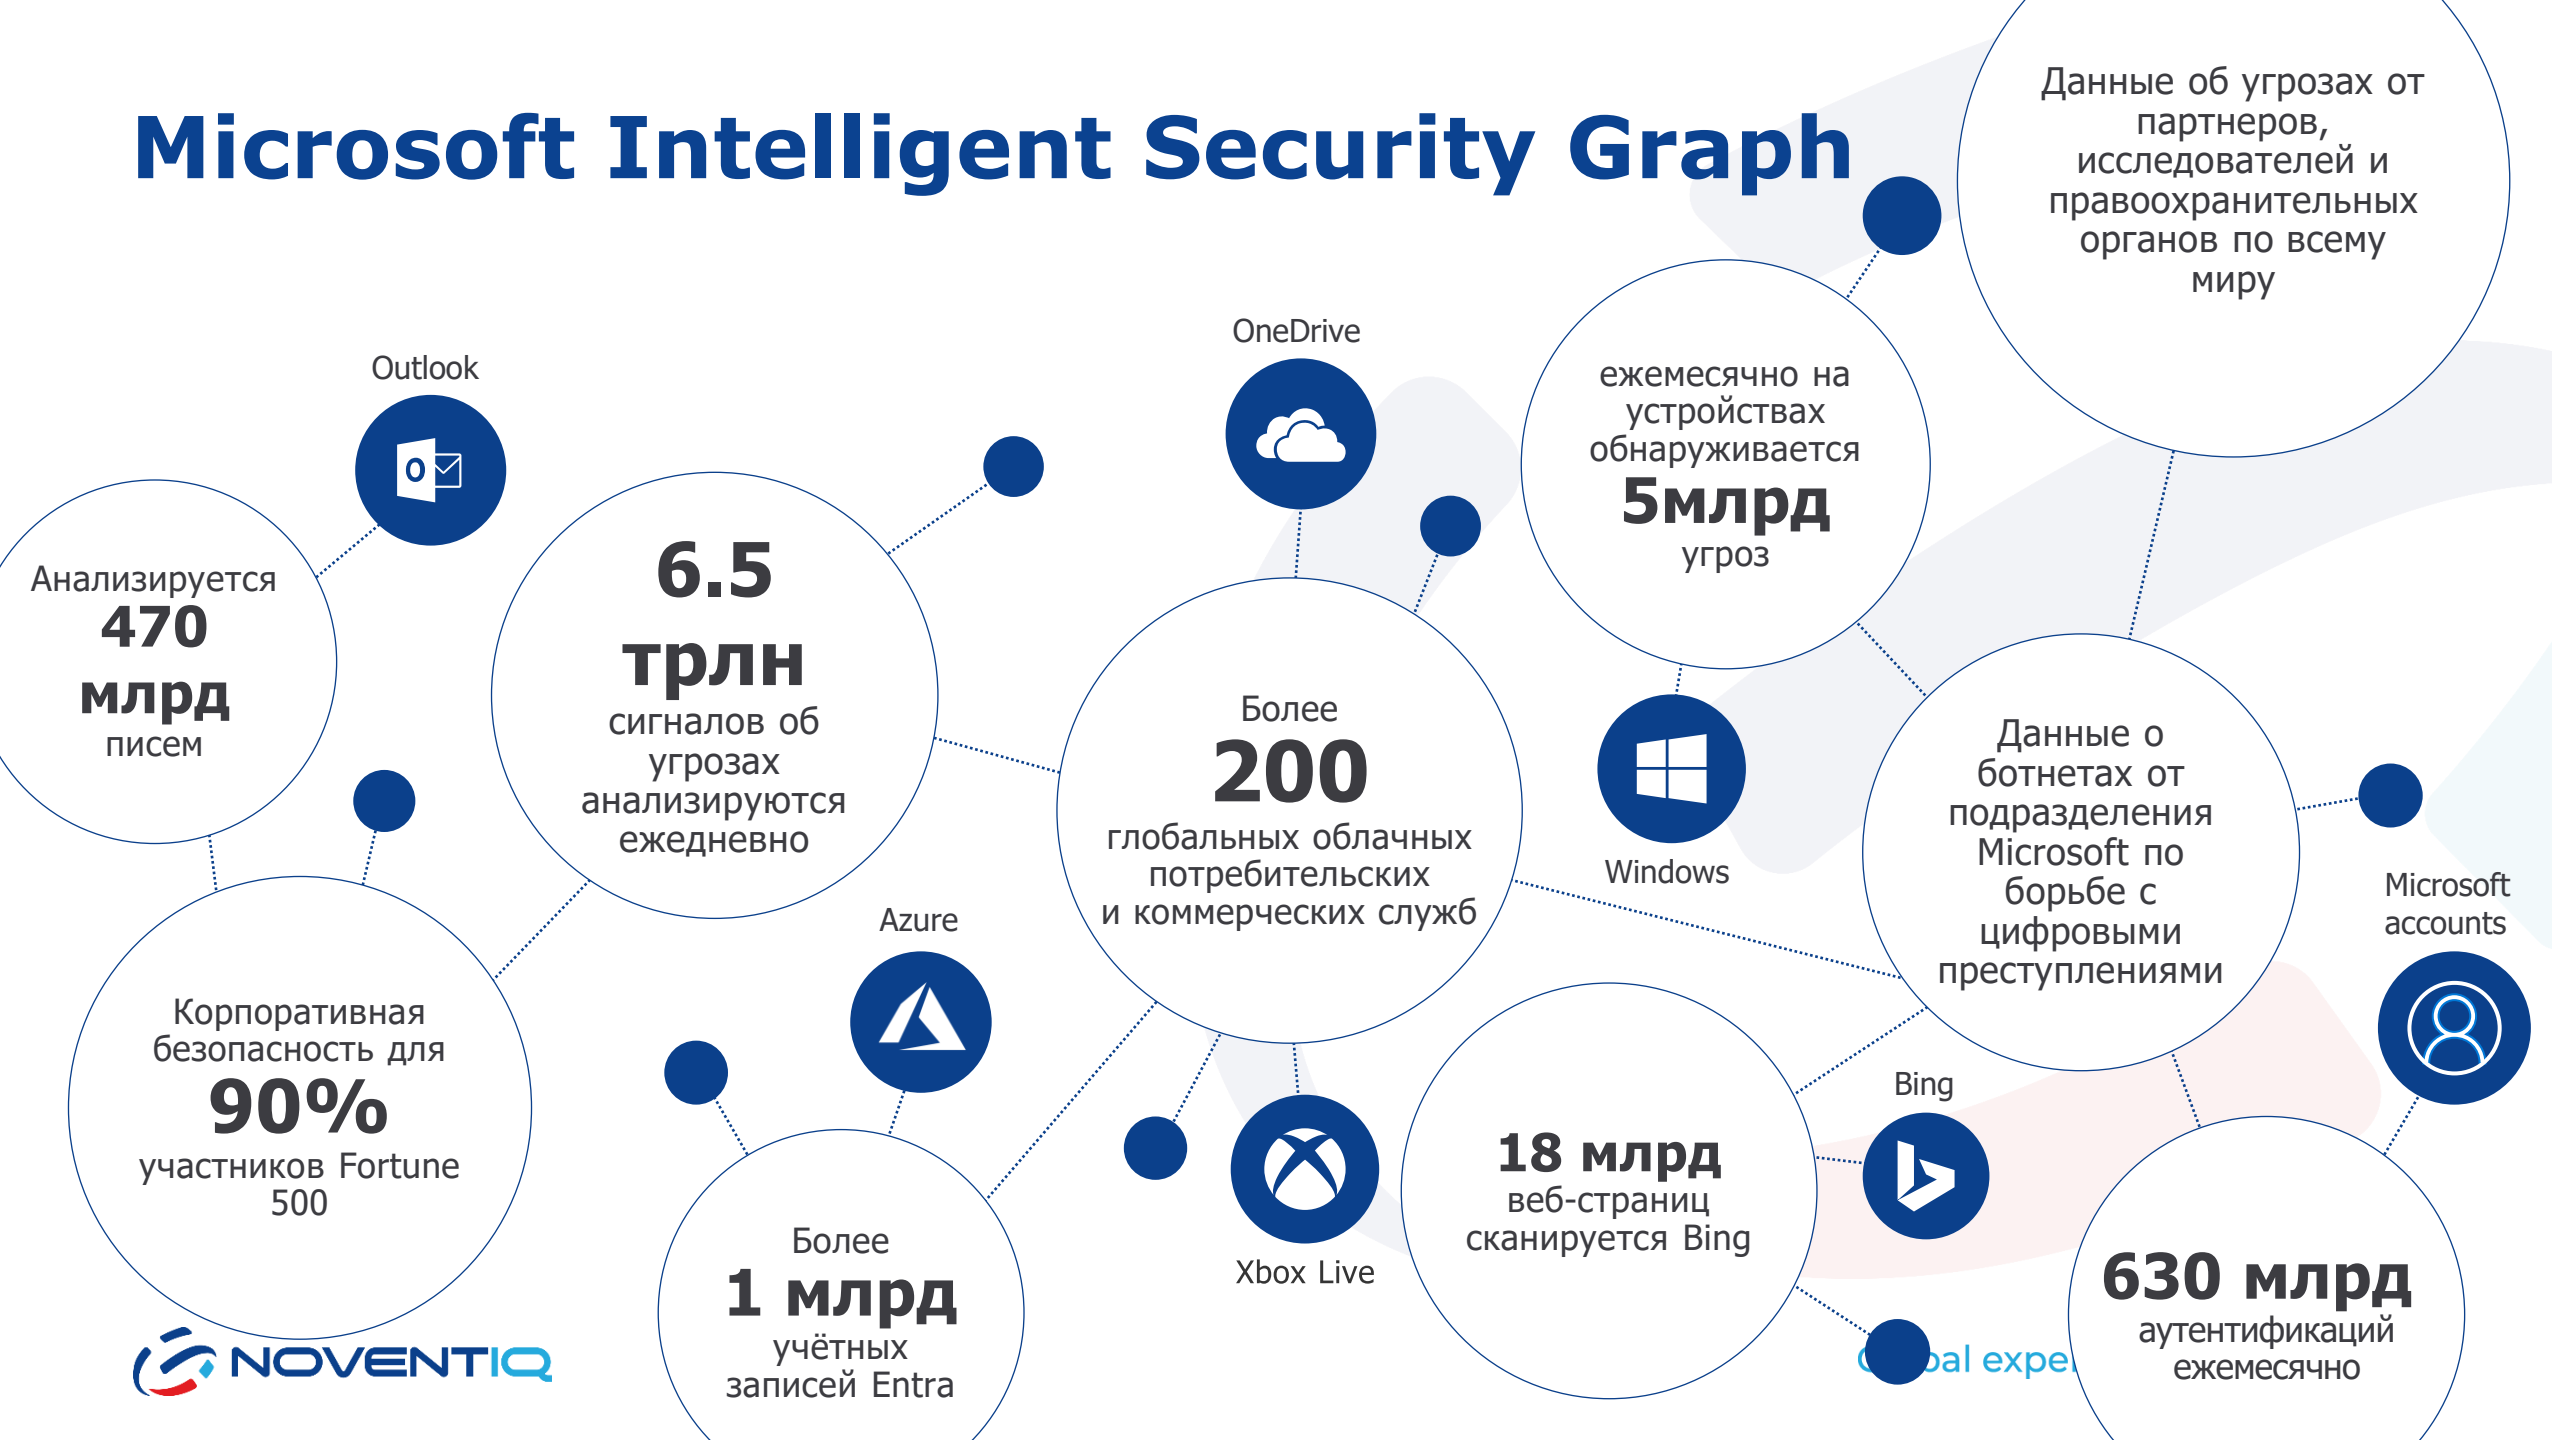 Microsoft Intelligent Security Graph
Данные об угрозах от
партнеров,
исследователей и
правоохранительных
органов по всему
миру
OneDrive
Outlook
ежемесячно на
устройствах
обнаруживается
5млрд
угроз
Анализируется
470
млрд
писем
6.5
трлн
сигналов об
угрозах
анализируются
ежедневно
Более
200
глобальных облачных
потребительских
и коммерческих служб
Windows
Данные о
ботнетах от
подразделения
Microsoft по
борьбе с
цифровыми
преступлениями
Microsoft
accounts
Azure
Корпоративная
безопасность для
90%
участников Fortune
500
Bing
18 млрд
веб-страниц
сканируется Bing
Xbox Live
Более
1 млрд
учётных
записей Entra
630 млрд
аутентификаций
ежемесячно
NOVENTIQ